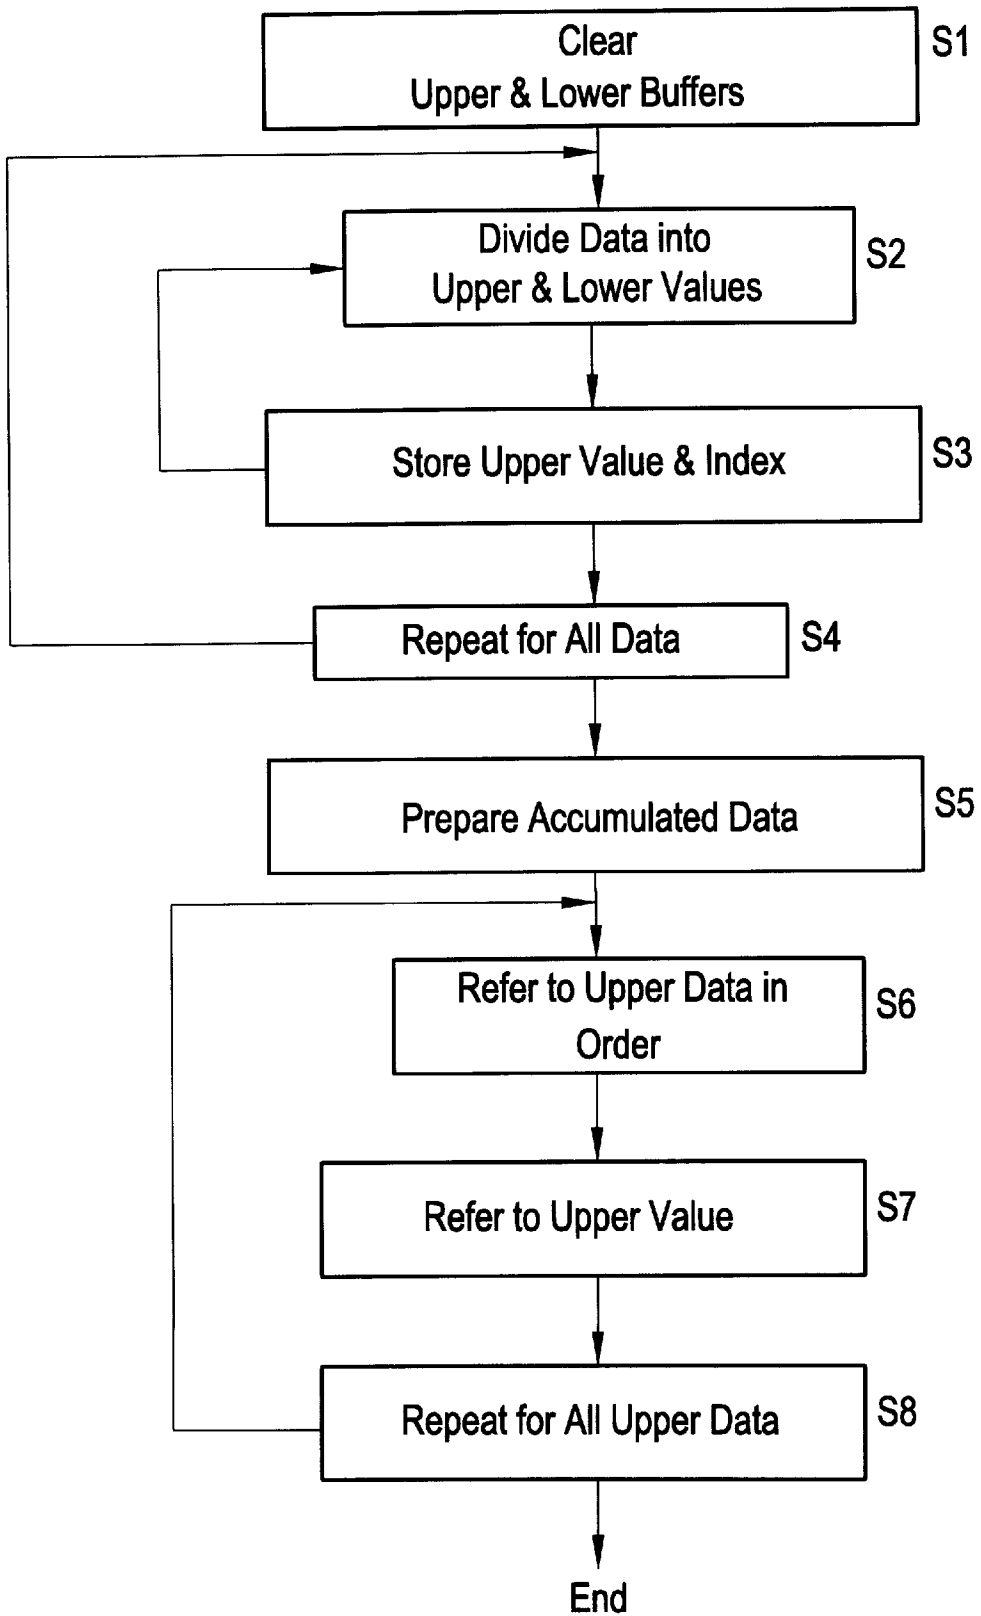 Clear
Upper & Lower Buffers
S1
Divide Data into
Upper & Lower Values
S2
Store Upper Value & Index
S3
Repeat for All Data
S4
Prepare Accumulated Data
S5
Refer to Upper Data in
Order
S6
Refer to Upper Value
S7
Repeat for All Upper Data
S8
End